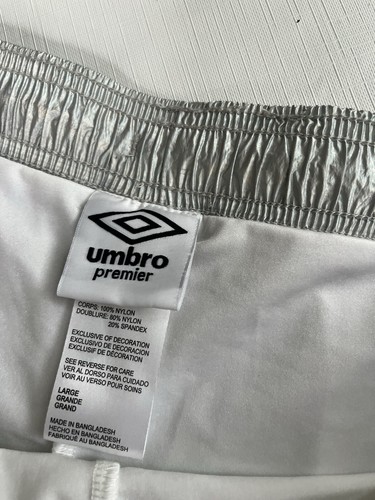 umbro
premier
CORPS: 100% NYLON
DOUBLURE: 80% NYLON
20% SPANDEX
EXCLUSIVE OF DECORATION
EXCLUSIVO DE DECORACION
EXCLUSIF DE DÉCORATION
SEE REVERSE FOR CARE
VER AL DORSO PARA CUIDADO
VOIR AU VERSO POUR SOINS
LARGE
GRANDE
GRAND
MADE IN BANGLADESH
HECHO EN BANGLADESH
FABRIQUÉ AU BANGLADESH